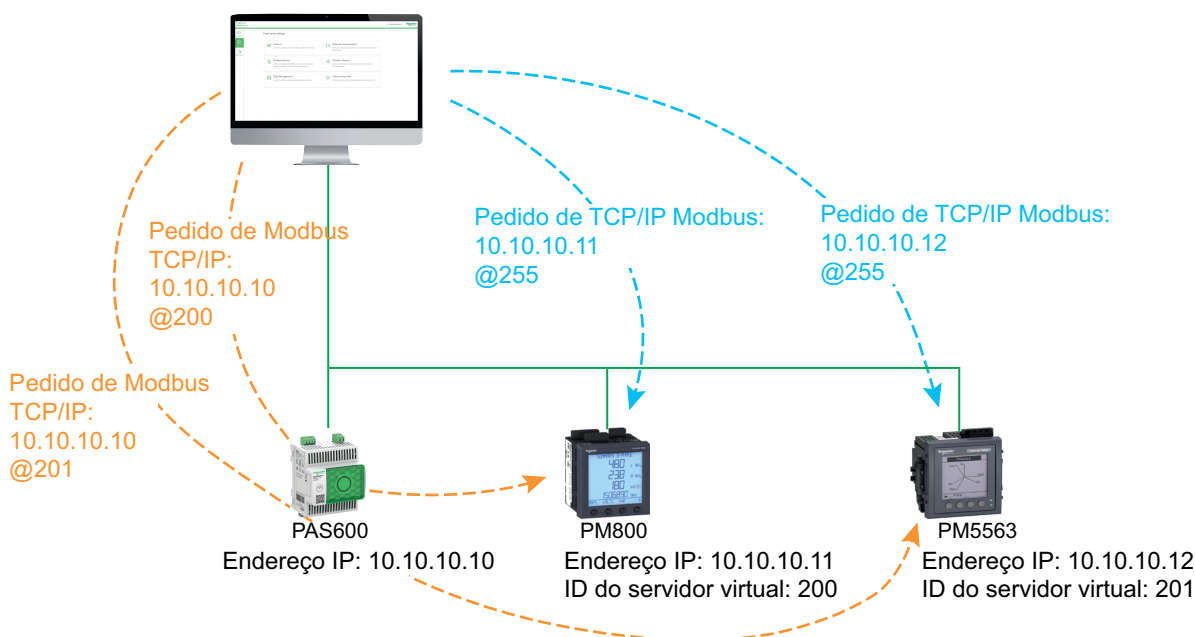 Pedido de Modbus
TCP/IP:
10.10.10.10
@200
Pedido de TCP/IP Modbus:
10.10.10.11
@255
Pedido de TCP/IP Modbus:
10.10.10.12
@255
Pedido de Modbus
TCP/IP:
10.10.10.10
@201
PAS600
Endereço IP: 10.10.10.10
PM800
Endereço IP: 10.10.10.11
ID do servidor virtual: 200
PM5563
Endereço IP: 10.10.10.12
ID do servidor virtual: 201